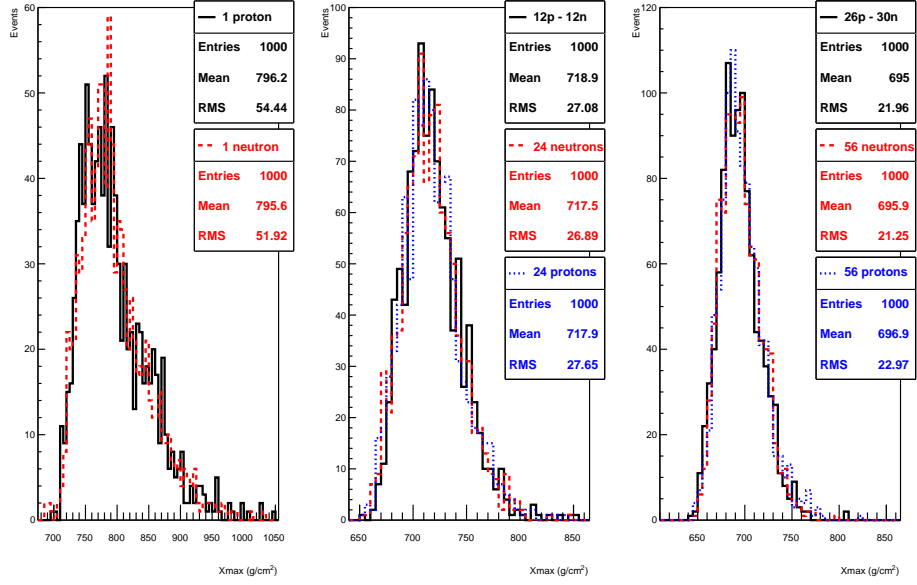 Events
60
50
40
30
20
10
0
700 750 800 850 900 950 1000 1050
Xmax (g/cm²)
1 proton
Entries 1000
Mean 796.2
RMS 54.44
1 neutron
Entries 1000
Mean 795.6
RMS 51.92
Events
100
90
80
70
60
50
40
30
20
10
0
650 700 750 800 850
Xmax (g/cm²)
12p - 12n
Entries 1000
Mean 718.9
RMS 27.08
24 neutrons
Entries 1000
Mean 717.5
RMS 26.89
24 protons
Entries 1000
Mean 717.9
RMS 27.65
Events
120
100
80
60
40
20
0
650 700 750 800 850
Xmax (g/cm²)
26p - 30n
Entries 1000
Mean 695
RMS 21.96
56 neutrons
Entries 1000
Mean 695.9
RMS 21.25
56 protons
Entries 1000
Mean 696.9
RMS 22.97